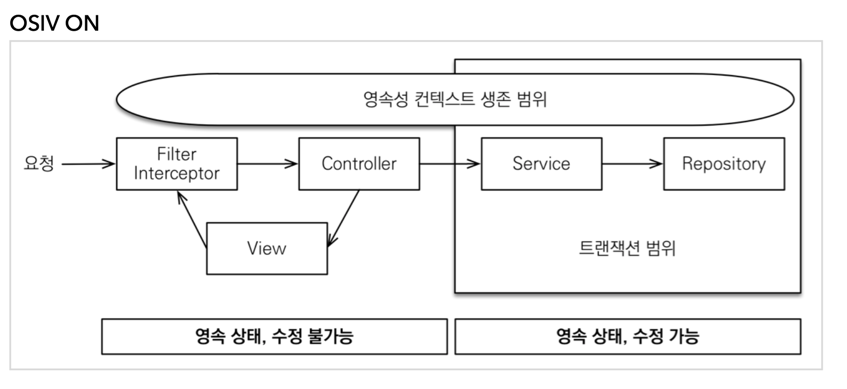 OSIV ON
영속성 컨텍스트 생존 범위
요청
Filter
Interceptor
Controller
Service
Repository
View
트랜잭션 범위
영속 상태, 수정 불가능
영속 상태, 수정 가능